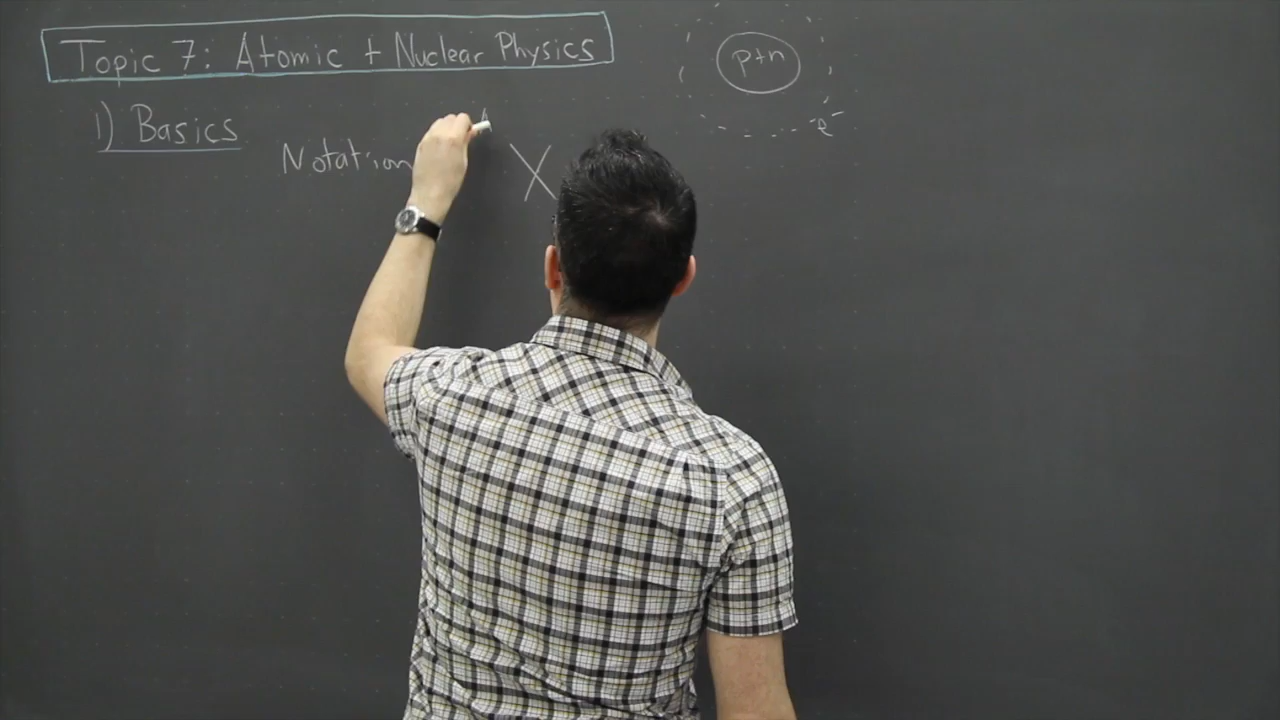 Topic 7: Atomic + Nuclear Physics
1) Basics
Notation
X
p+n
e⁻